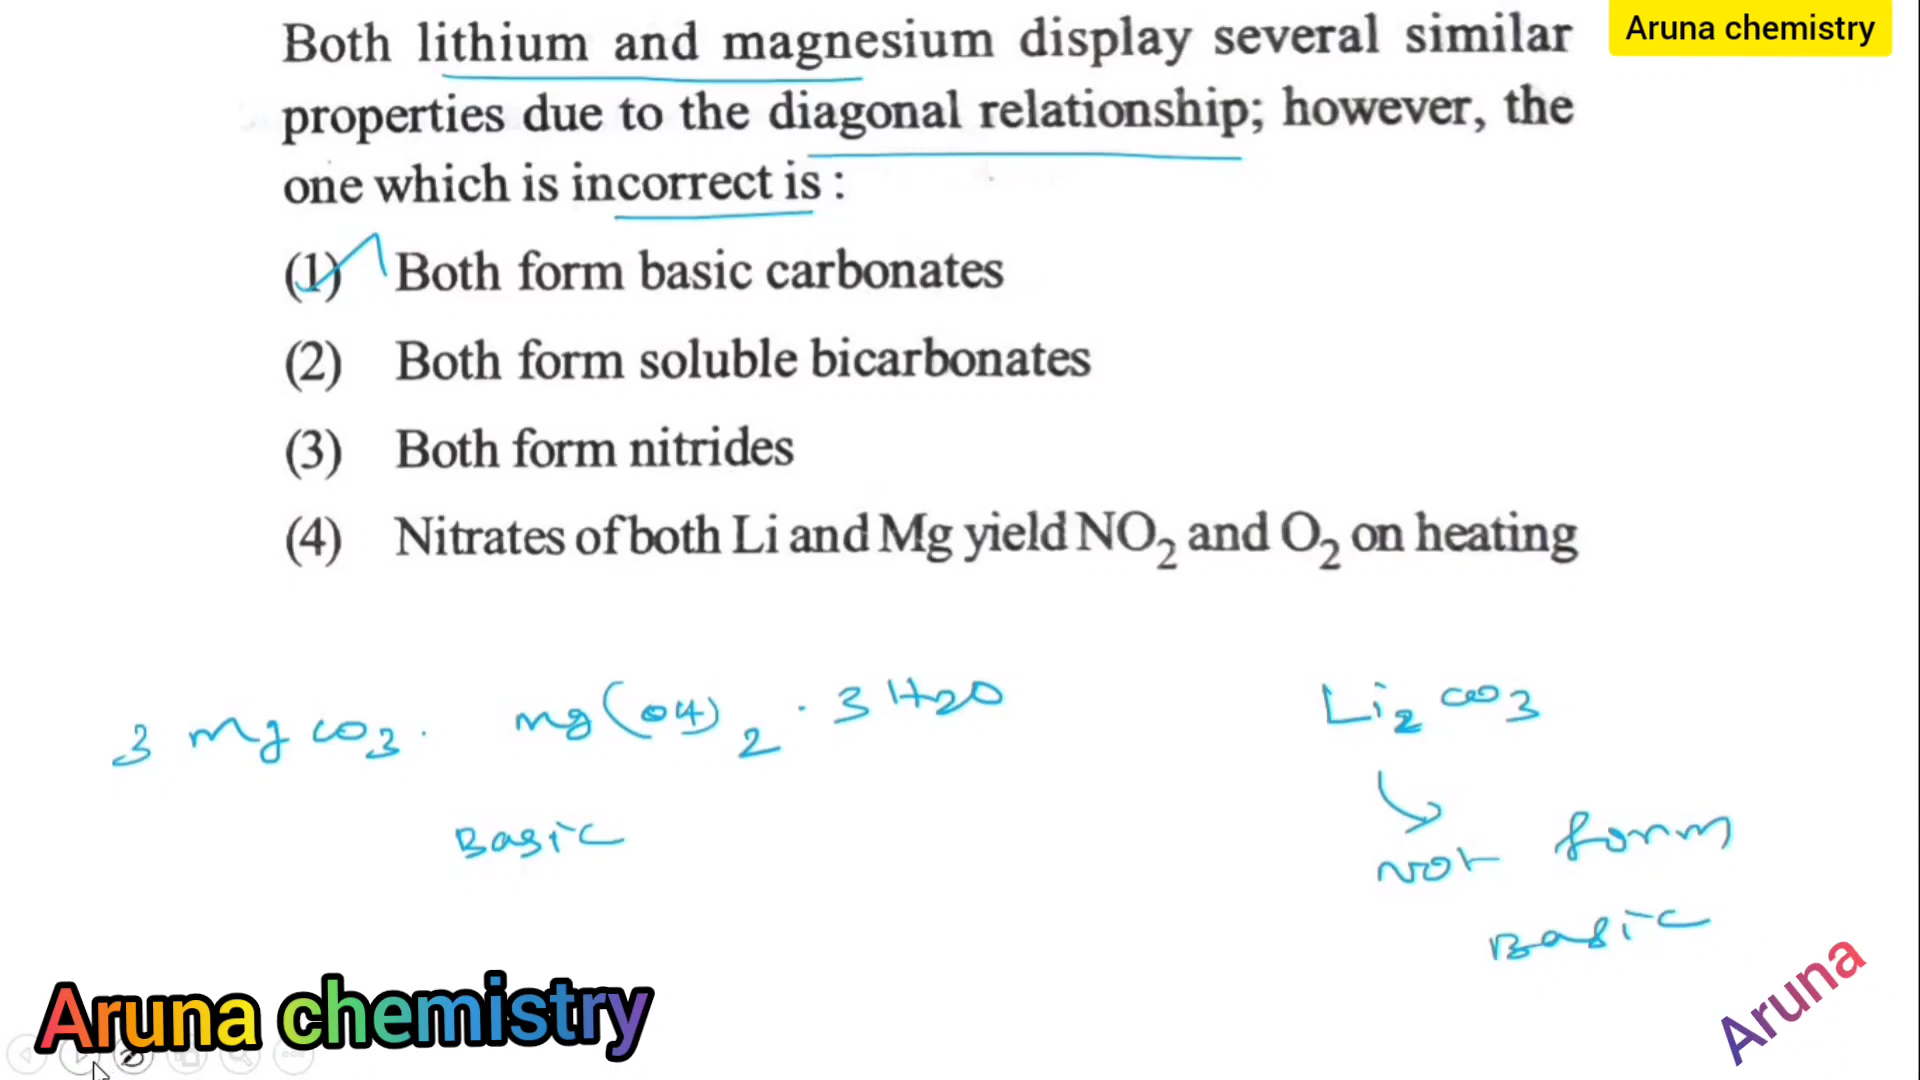 Both lithium and magnesium display several similar
Aruna chemistry
properties due to the diagonal relationship; however, the
one which is incorrect is :
(1) Both form basic carbonates
(2) Both form soluble bicarbonates
(3) Both form nitrides
(4) Nitrates of both Li and Mg yield NO₂ and O₂ on heating
3 MgCO₃ . Mg(OH)₂ · 3H₂O
Li₂CO₃
Basic
Not form
Basic
Aruna chemistry
Aruna